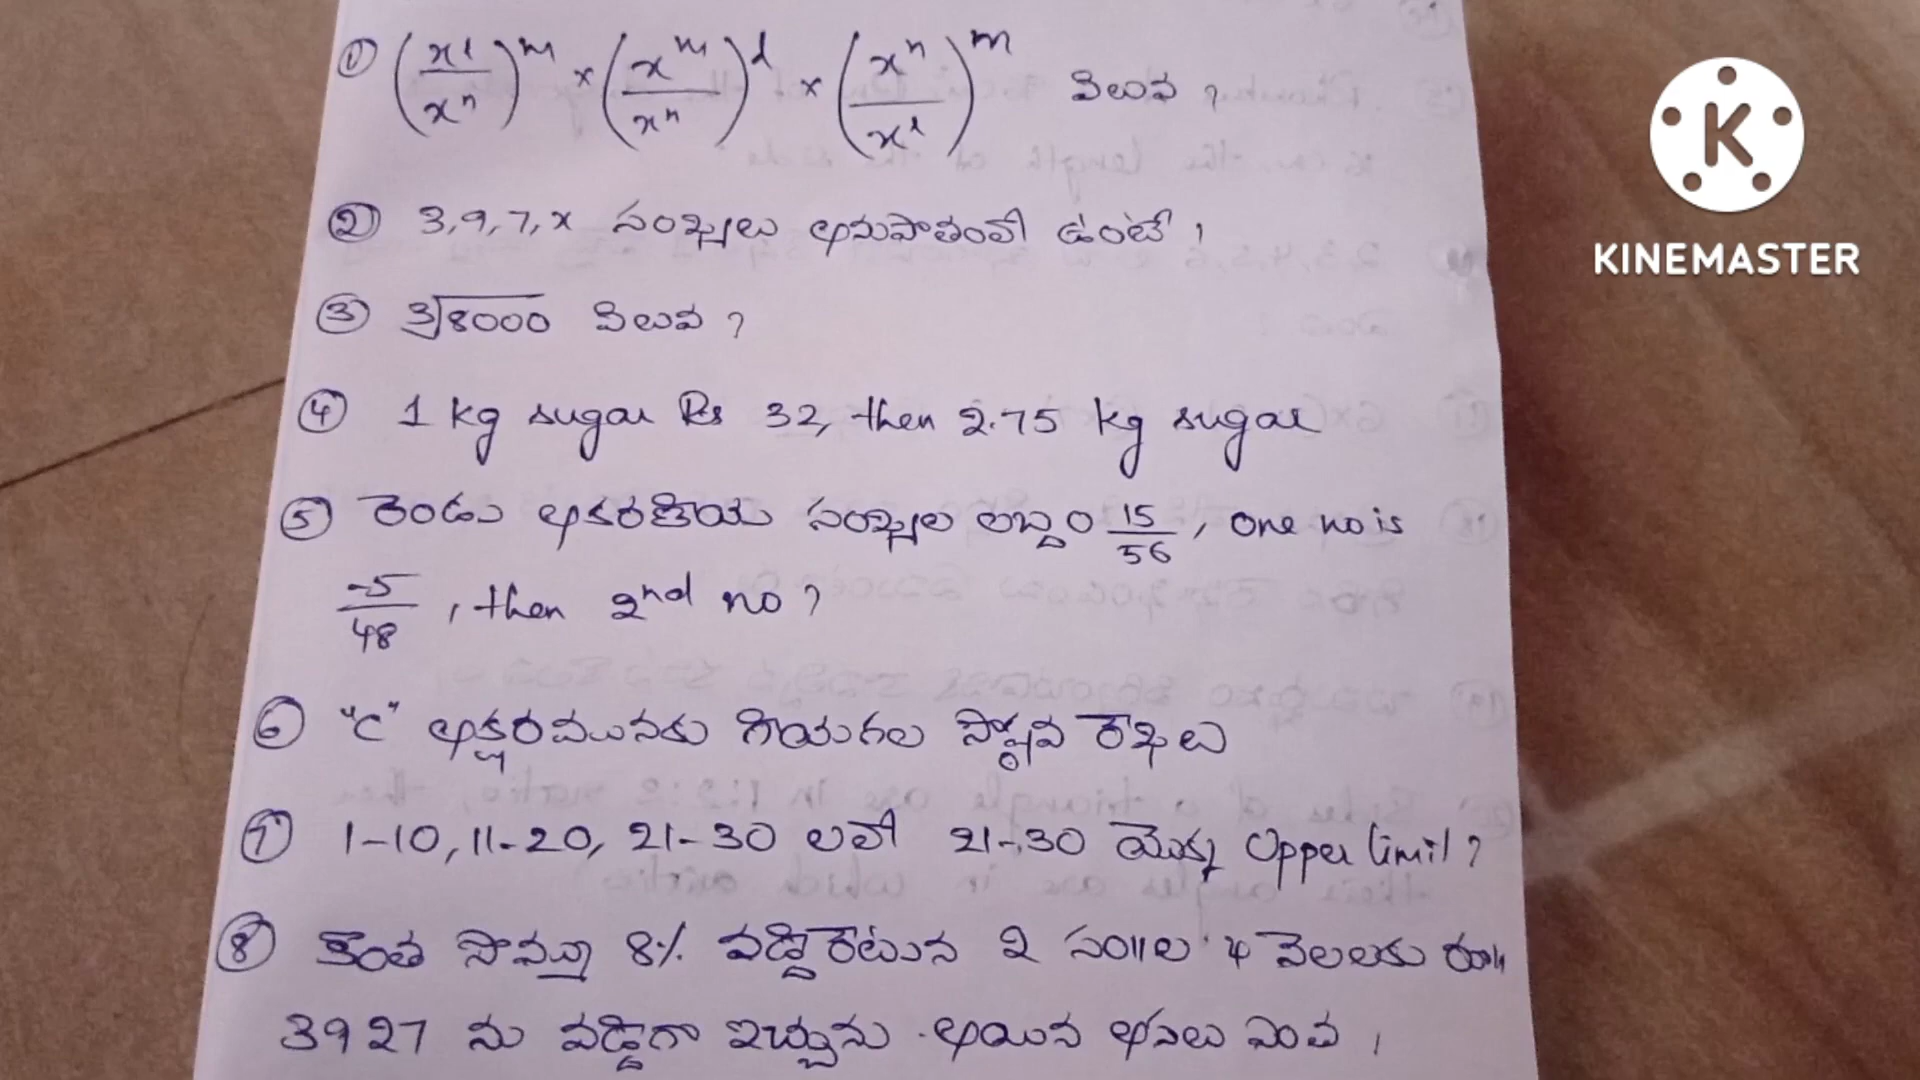 ① (x^l/x^n)^m × (x^m/x^n)^l × (x^n/x^l)^m విలువ ?
② 3,9,7,x సంఖ్యలు అనుపాతంలో ఉంటే ।
③ ∛8000 విలువ ?
④ 1 kg sugar Rs 32, then 2.75 kg sugar
⑤ రెండు అకరణీయ సంఖ్యల లబ్దం 15/56, one no is
-5/48, then 2nd no ?
⑥ "C" అక్షరమునకు గీయగల సౌష్ఠవ రేఖలు
⑦ 1-10, 11-20, 21-30 లలో 21-30 యొక్క Upper limit ?
⑧ కొంత సొమ్ము 8% వడ్డీరేటున 2 సం॥ల 4 నెలలకు రూ॥
3927 ను వడ్డీగా ఇచ్చును. అయిన అసలు ఎంత ।
K
KINEMASTER